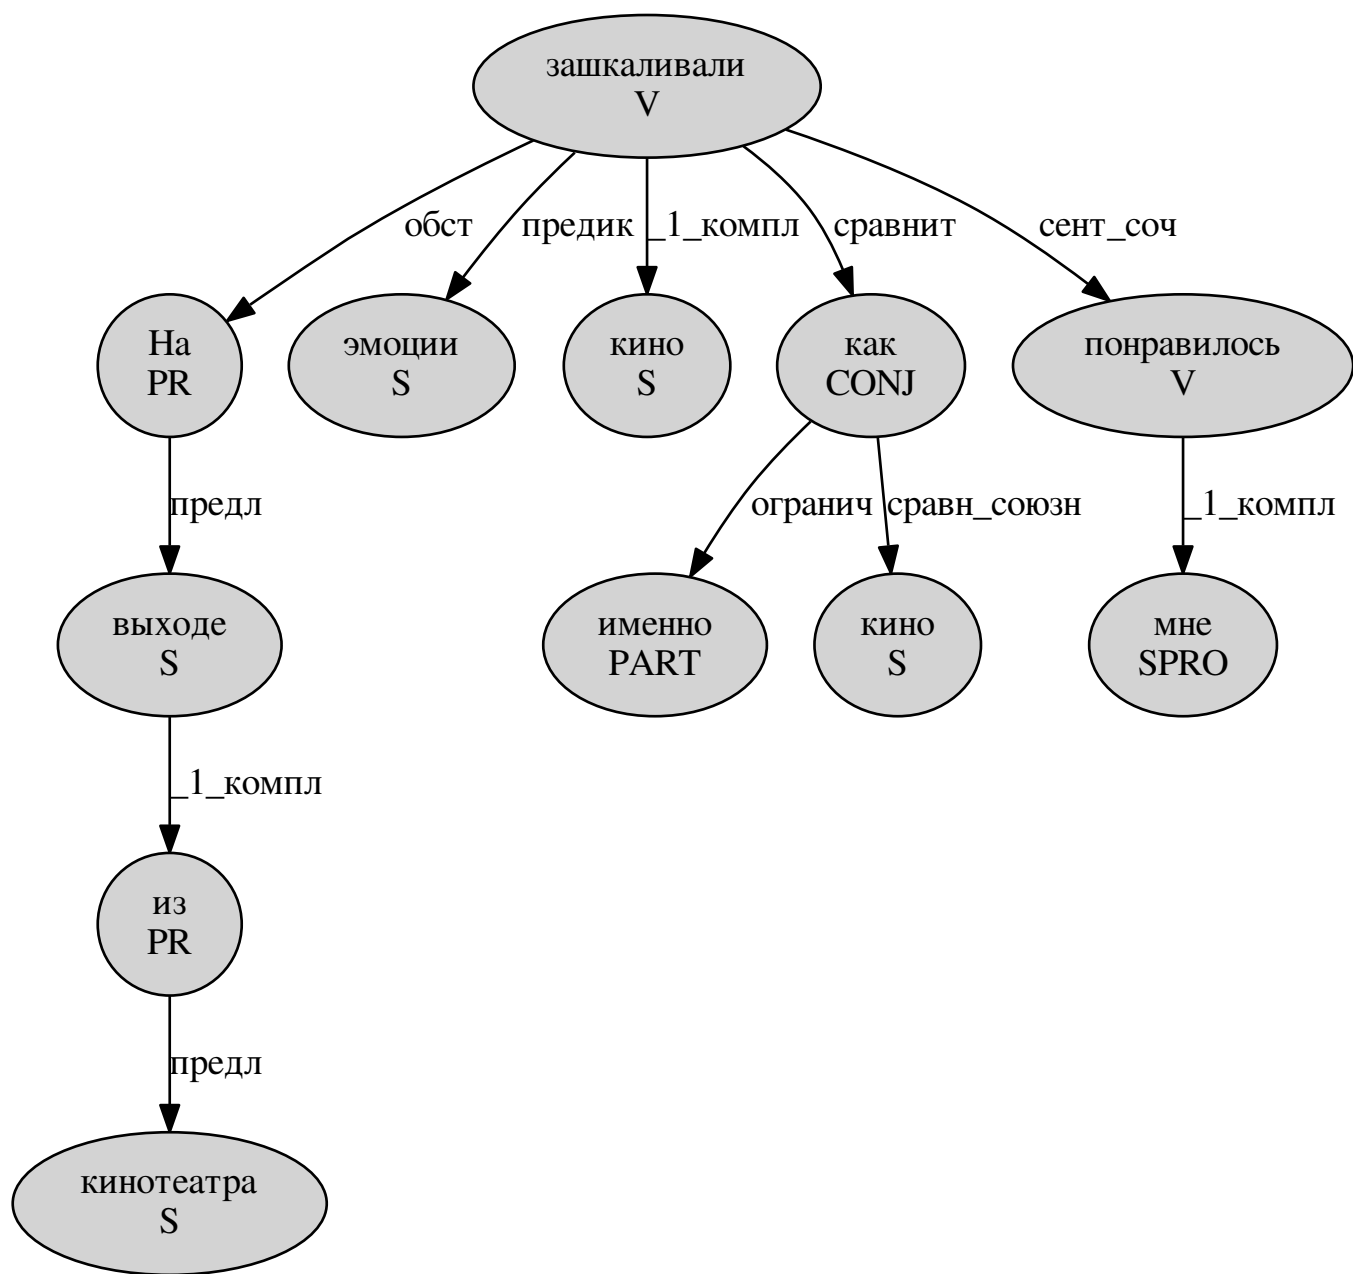 зашкаливали
V
обст
предик
_1_компл
сравнит
сент_соч
На
PR
эмоции
S
кино
S
как
CONJ
понравилось
V
предл
огранич
сравн_союзн
_1_компл
выходе
S
именно
PART
кино
S
мне
SPRO
_1_компл
из
PR
предл
кинотеатра
S